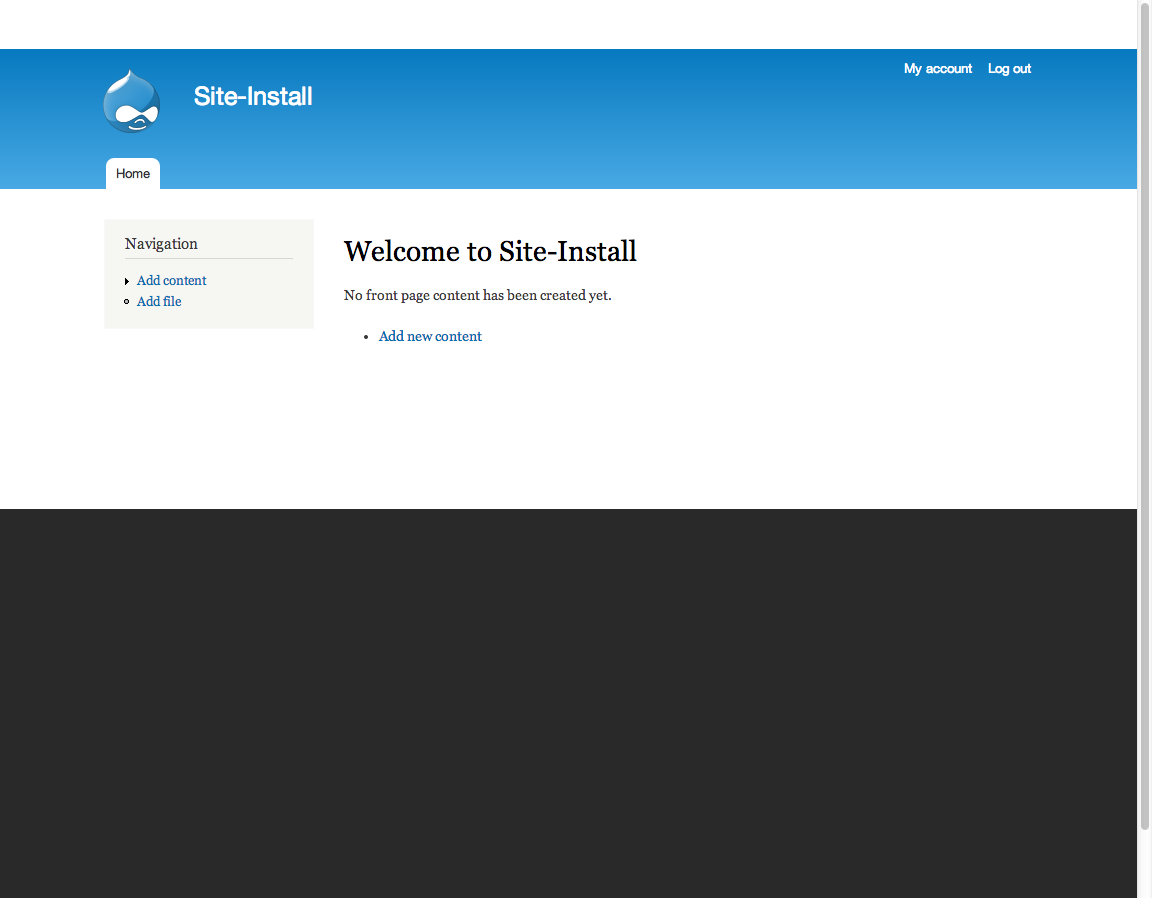 My account Log out
Site-Install
Home
Navigation
Add content
Add file
Welcome to Site-Install
No front page content has been created yet.
Add new content